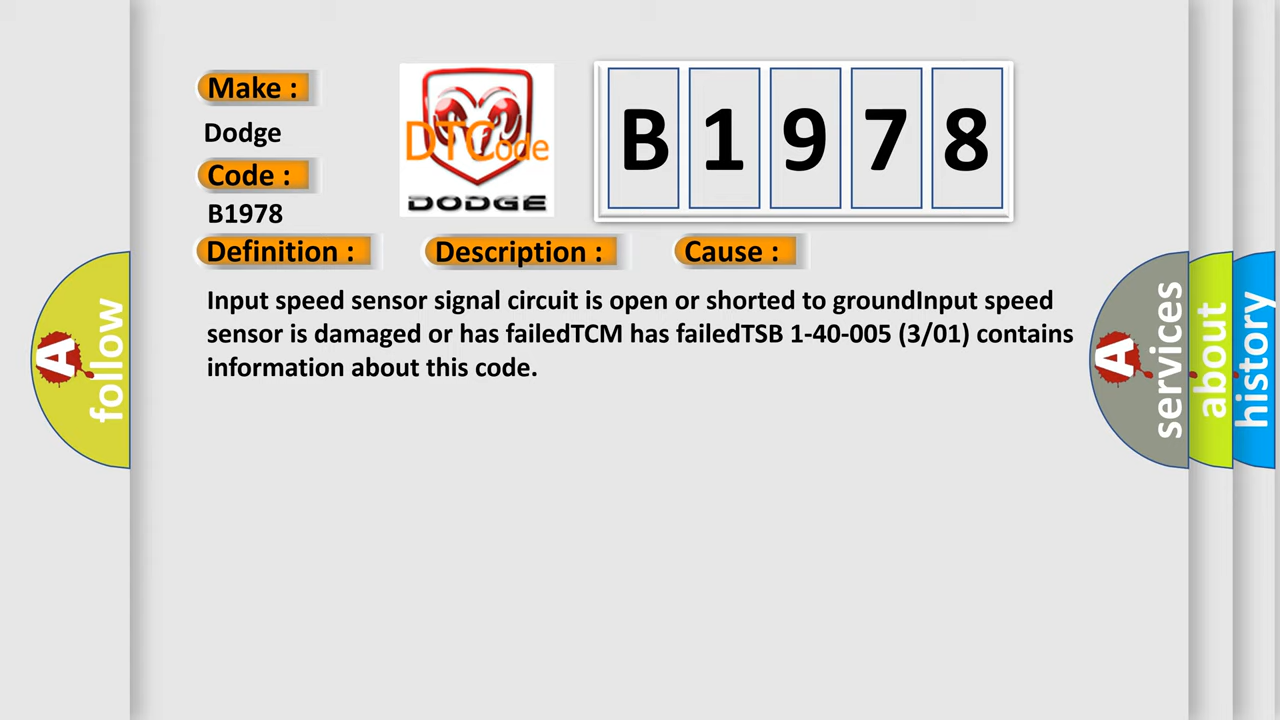 Make :
Dodge
Code :
B1978
DTCode
DODGE
B 1 9 7 8
Definition :
Description :
Cause :
Input speed sensor signal circuit is open or shorted to groundInput speed
sensor is damaged or has failedTCM has failedTSB 1-40-005 (3/01) contains
information about this code.
A follow
A services
about
history